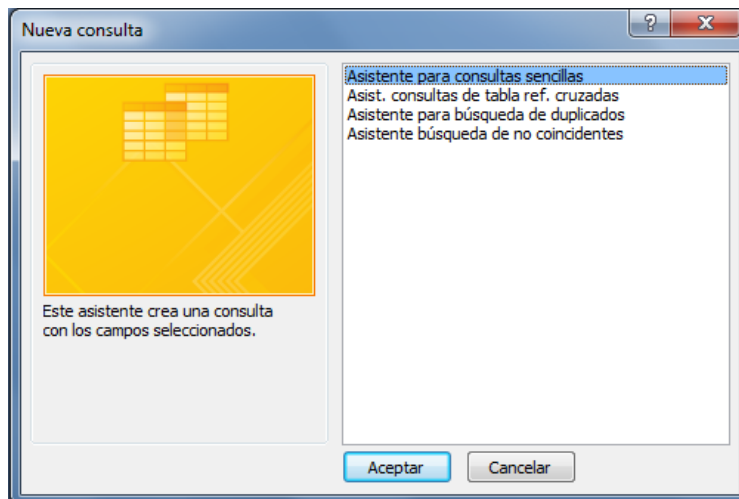 Nueva consulta
Asistente para consultas sencillas
Asist. consultas de tabla ref. cruzadas
Asistente para búsqueda de duplicados
Asistente búsqueda de no coincidentes
Este asistente crea una consulta
con los campos seleccionados.
Aceptar
Cancelar